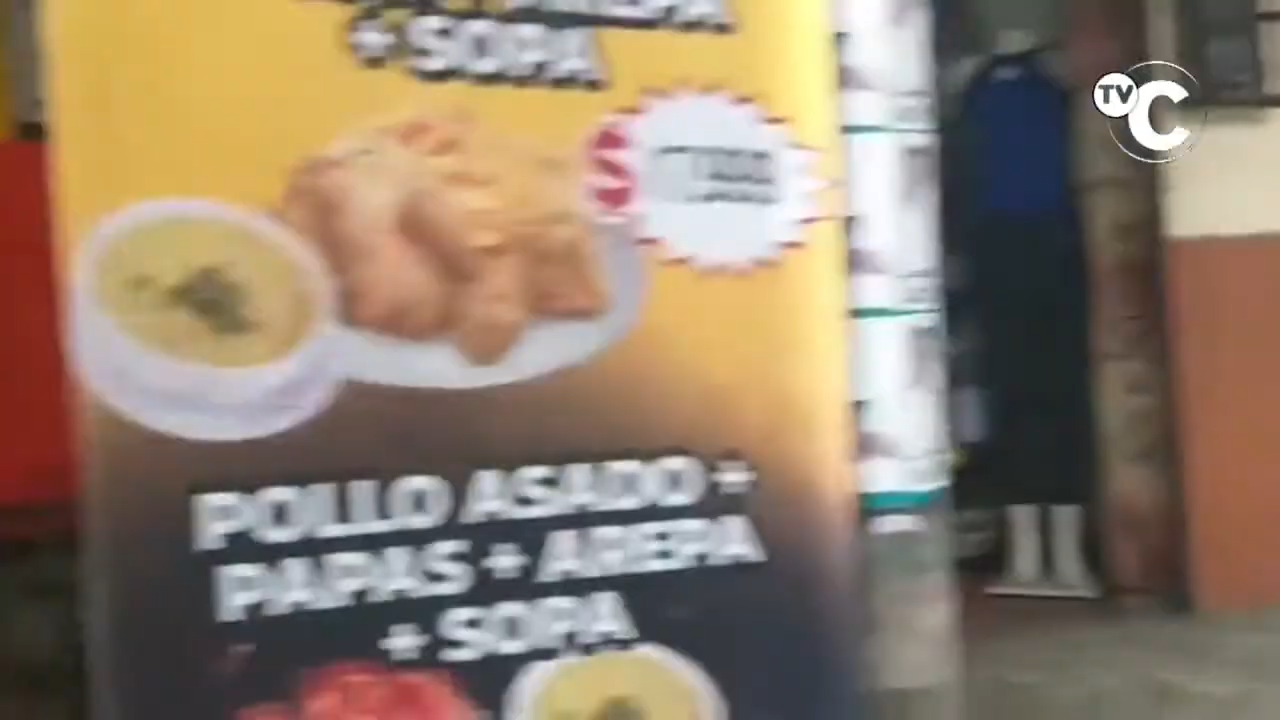 + SOPA
$
POLLO ASADO +
PAPAS + AREPA
+ SOPA
TVC